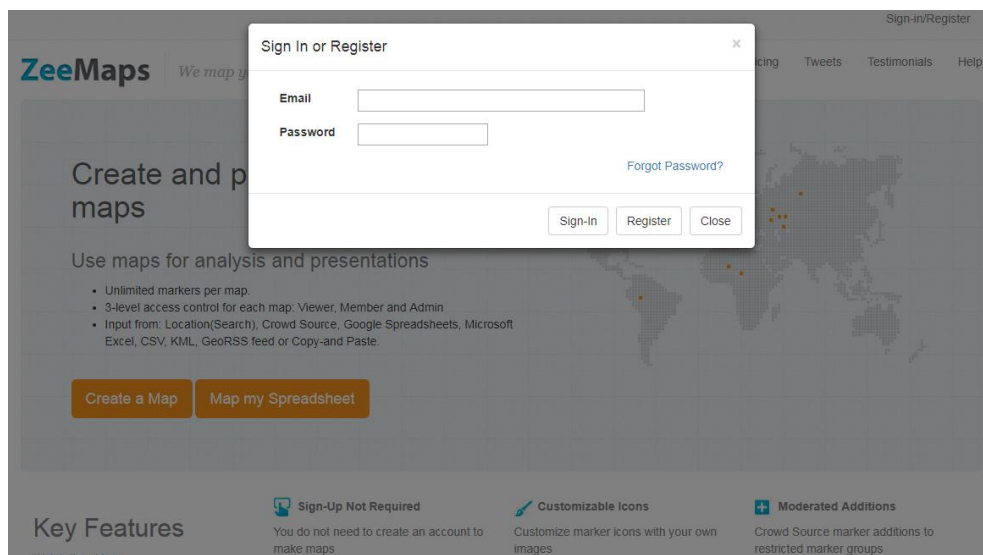 Sign-in/Register
Sign In or Register ×
ZeeMaps We map y
icing Tweets Testimonials Help
Email
Password
Forgot Password?
Sign-In Register Close
Create and p
maps
Use maps for analysis and presentations
Unlimited markers per map.
3-level access control for each map: Viewer, Member and Admin
Input from: Location(Search), Crowd Source, Google Spreadsheets, Microsoft
Excel, CSV, KML, GeoRSS feed or Copy-and Paste.
Create a Map Map my Spreadsheet
Key Features
Sign-Up Not Required
You do not need to create an account to
make maps
Customizable Icons
Customize marker icons with your own
images
Moderated Additions
Crowd Source marker additions to
restricted marker groups